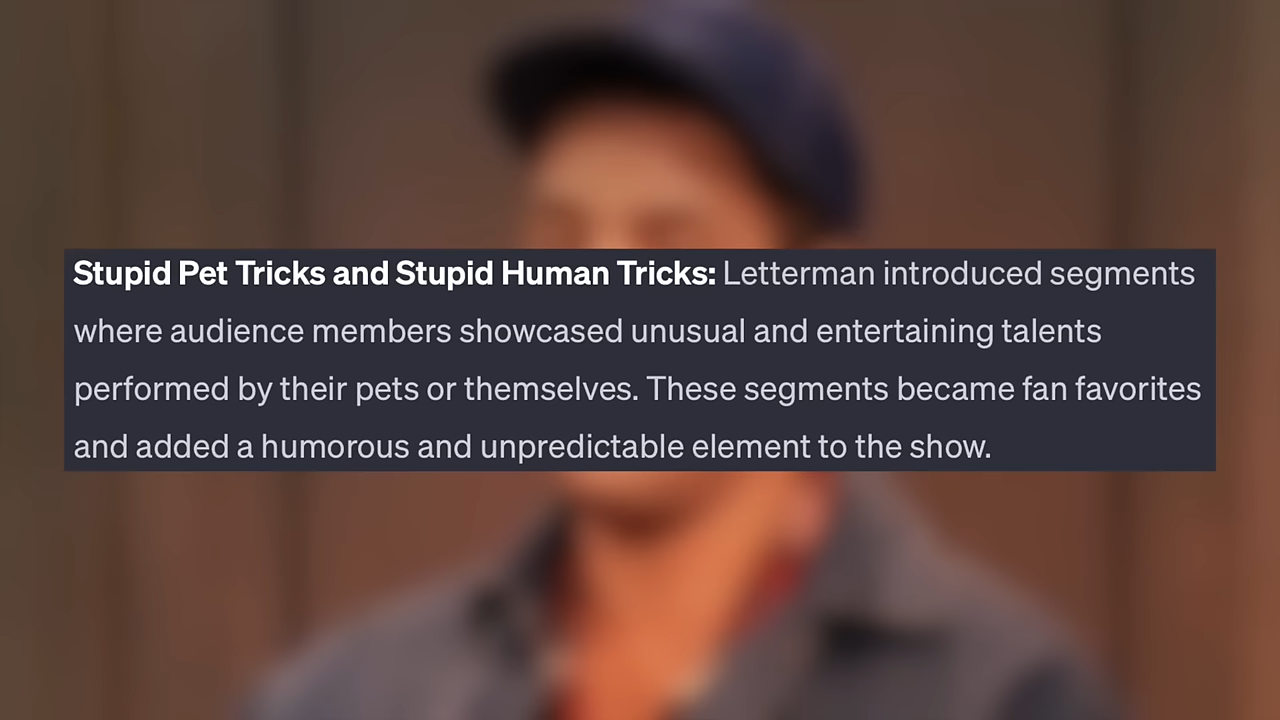 Stupid Pet Tricks and Stupid Human Tricks: Letterman introduced segments
where audience members showcased unusual and entertaining talents
performed by their pets or themselves. These segments became fan favorites
and added a humorous and unpredictable element to the show.